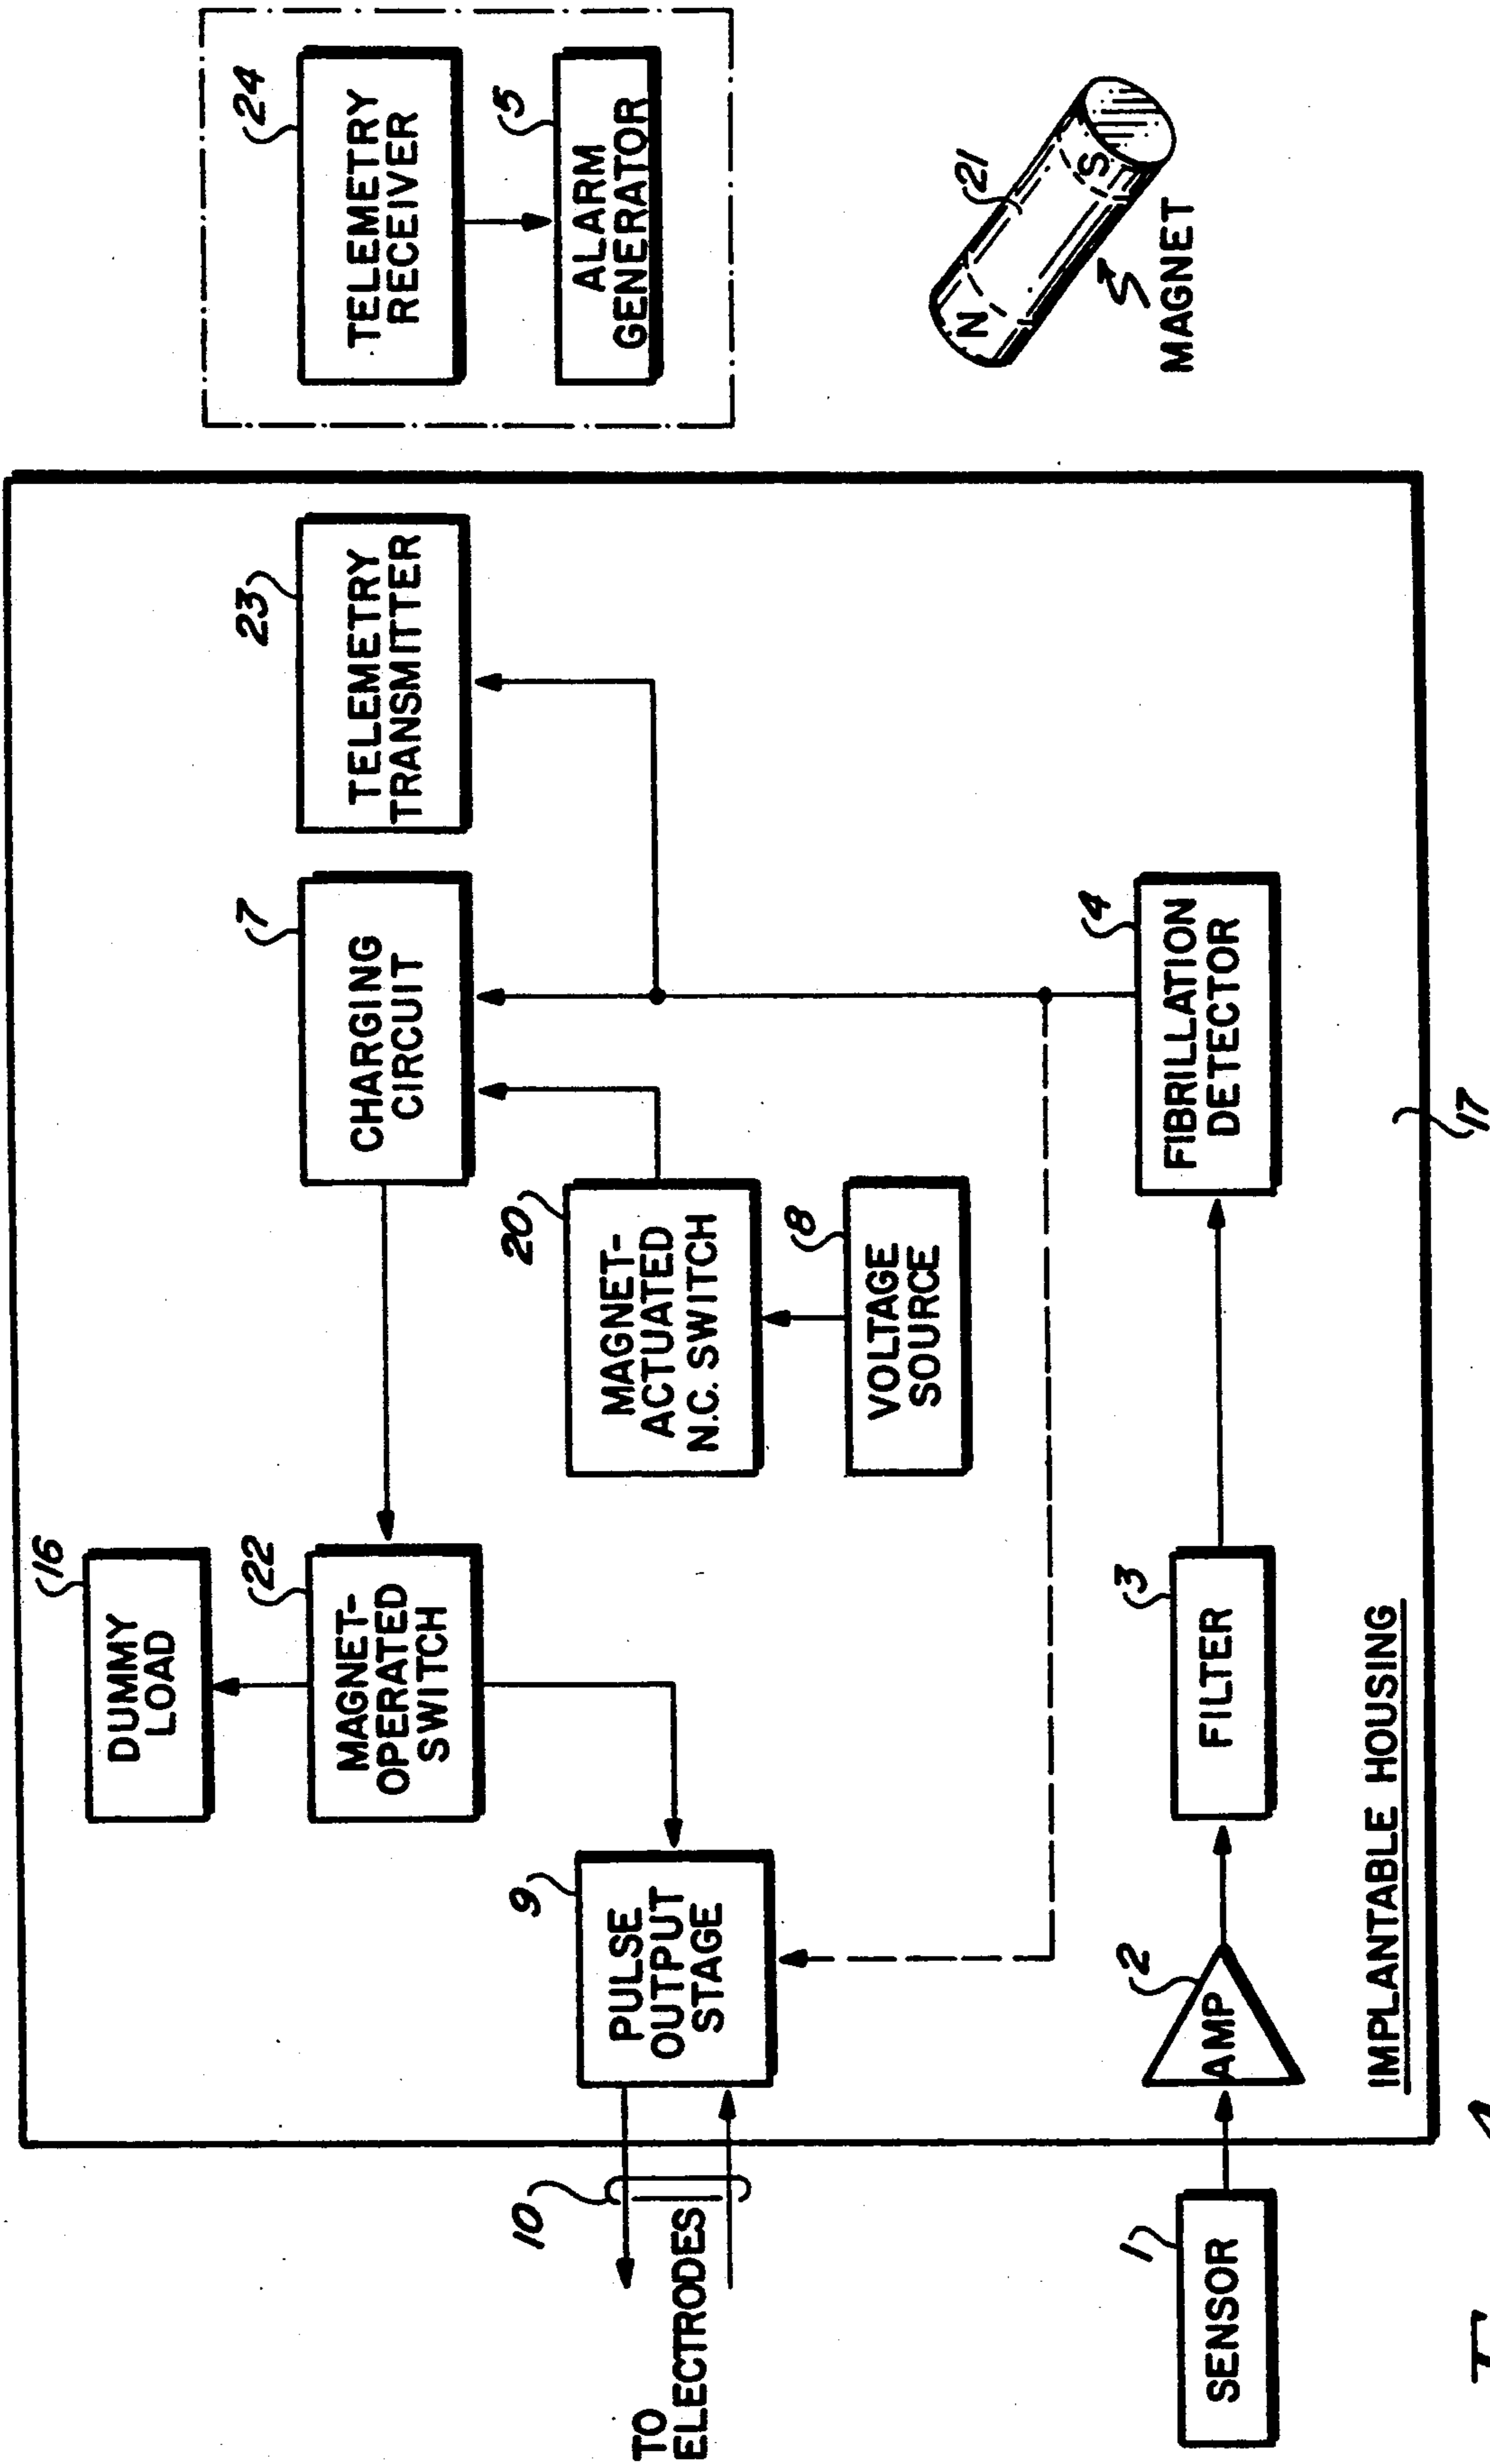 16
DUMMY
LOAD
22
MAGNET-
OPERATED
SWITCH
7
CHARGING
CIRCUIT
23
TELEMETRY
TRANSMITTER
24
TELEMETRY
RECEIVER
5
ALARM
GENERATOR
20
MAGNET-
ACTUATED
N.C. SWITCH
8
VOLTAGE
SOURCE
9
PULSE
OUTPUT
STAGE
10
TO
ELECTRODES
21
N
S
S
MAGNET
1
SENSOR
2
AMP
3
FILTER
4
FIBRILLATION
DETECTOR
IMPLANTABLE HOUSING
17